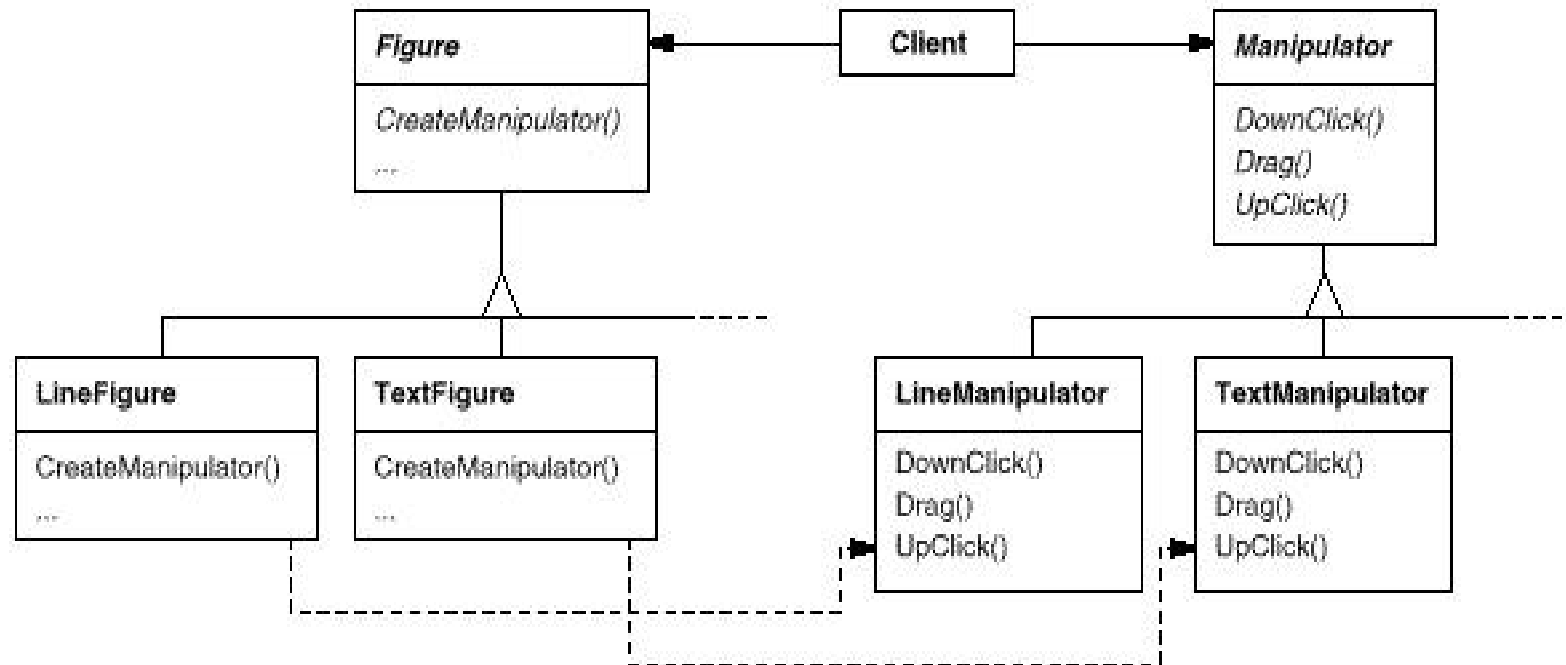 Figure
CreateManipulator()
...
Client
Manipulator
DownClick()
Drag()
UpClick()
LineFigure
CreateManipulator()
...
TextFigure
CreateManipulator()
...
LineManipulator
DownClick()
Drag()
UpClick()
TextManipulator
DownClick()
Drag()
UpClick()